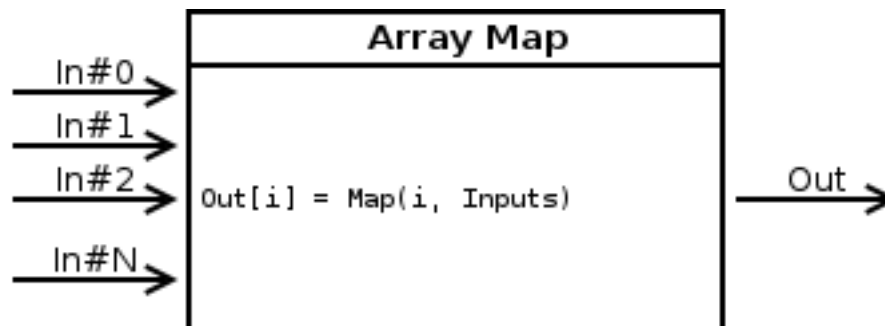 Array Map
In#0
In#1
In#2
Out[i] = Map(i, Inputs)
Out
In#N